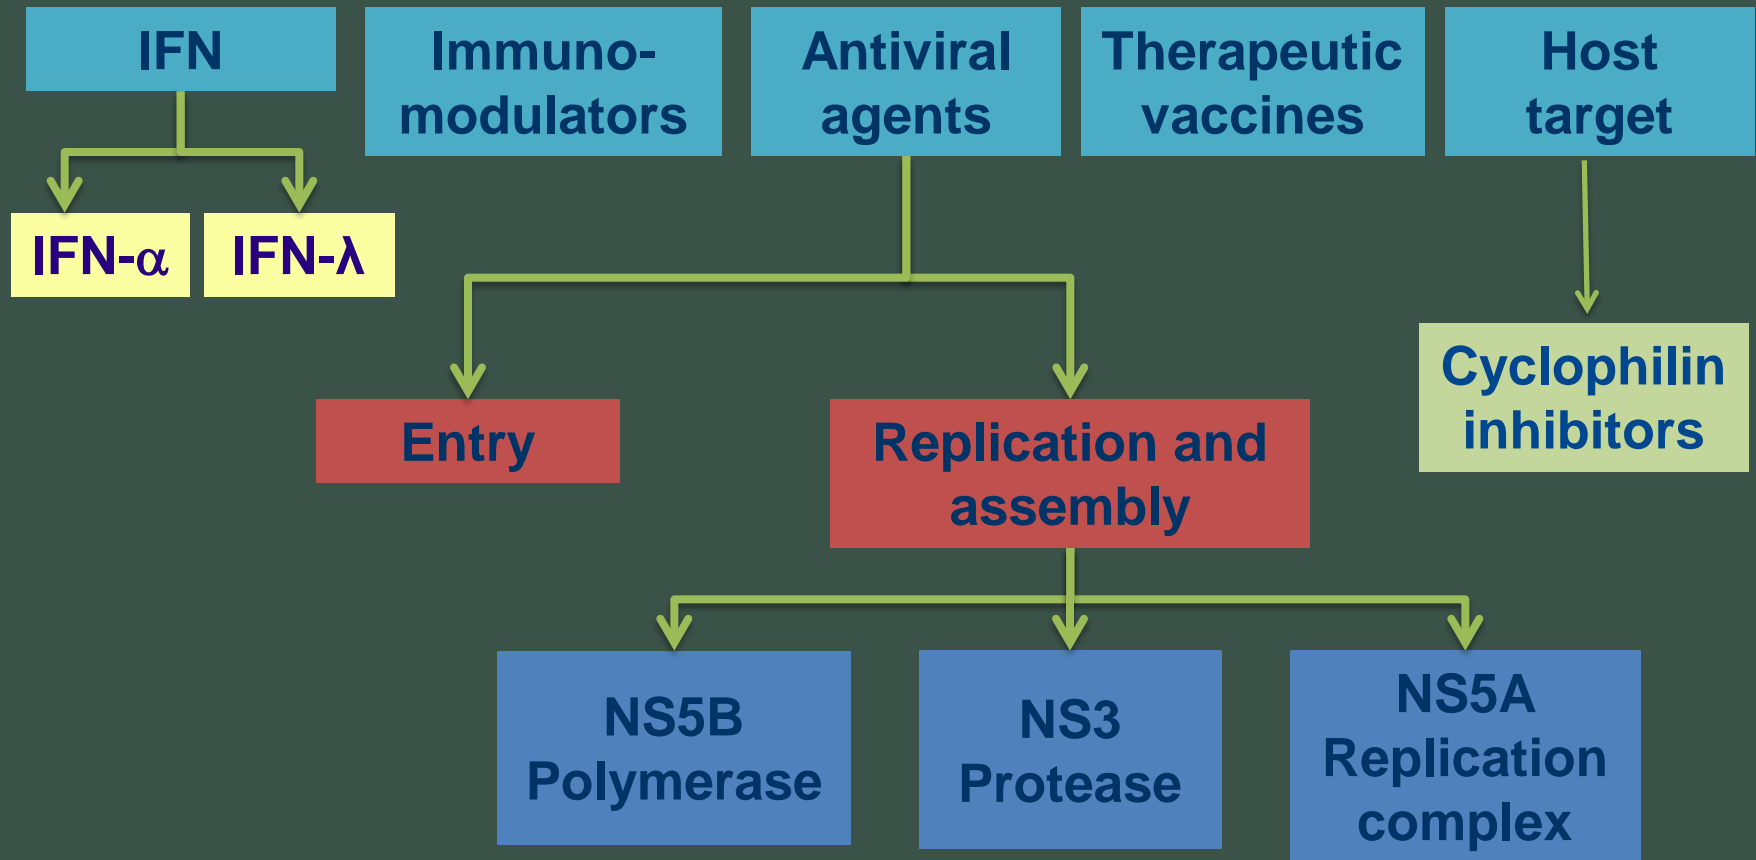 IFN
Immuno-
modulators
Antiviral
agents
Therapeutic
vaccines
Host
target
IFN-α
IFN-λ
Cyclophilin
inhibitors
Entry
Replication and
assembly
NS5B
Polymerase
NS3
Protease
NS5A
Replication
complex